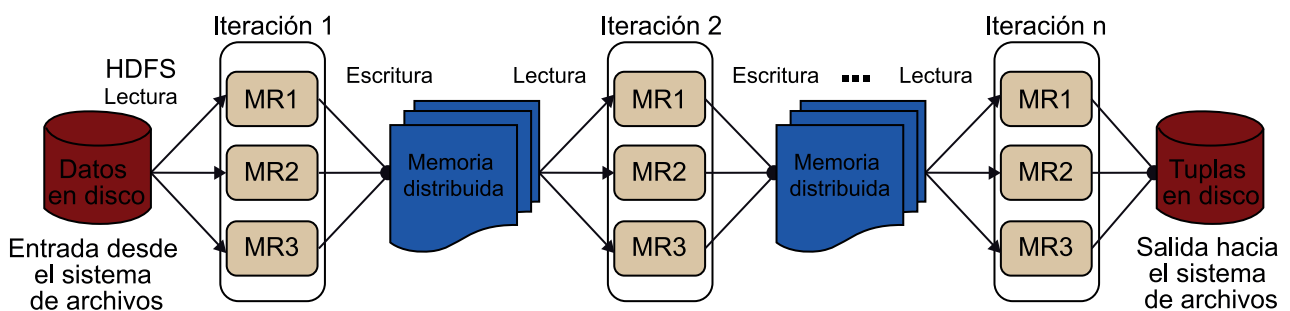 Iteración 1
Iteración 2
Iteración n
HDFS
Lectura
Escritura
Lectura
Escritura ...
Lectura
MR1
MR2
MR3
MR1
MR2
MR3
MR1
MR2
MR3
Datos
en disco
Memoria
distribuida
Memoria
distribuida
Tuplas
en disco
Entrada desde
el sistema
de archivos
Salida hacia
el sistema
de archivos